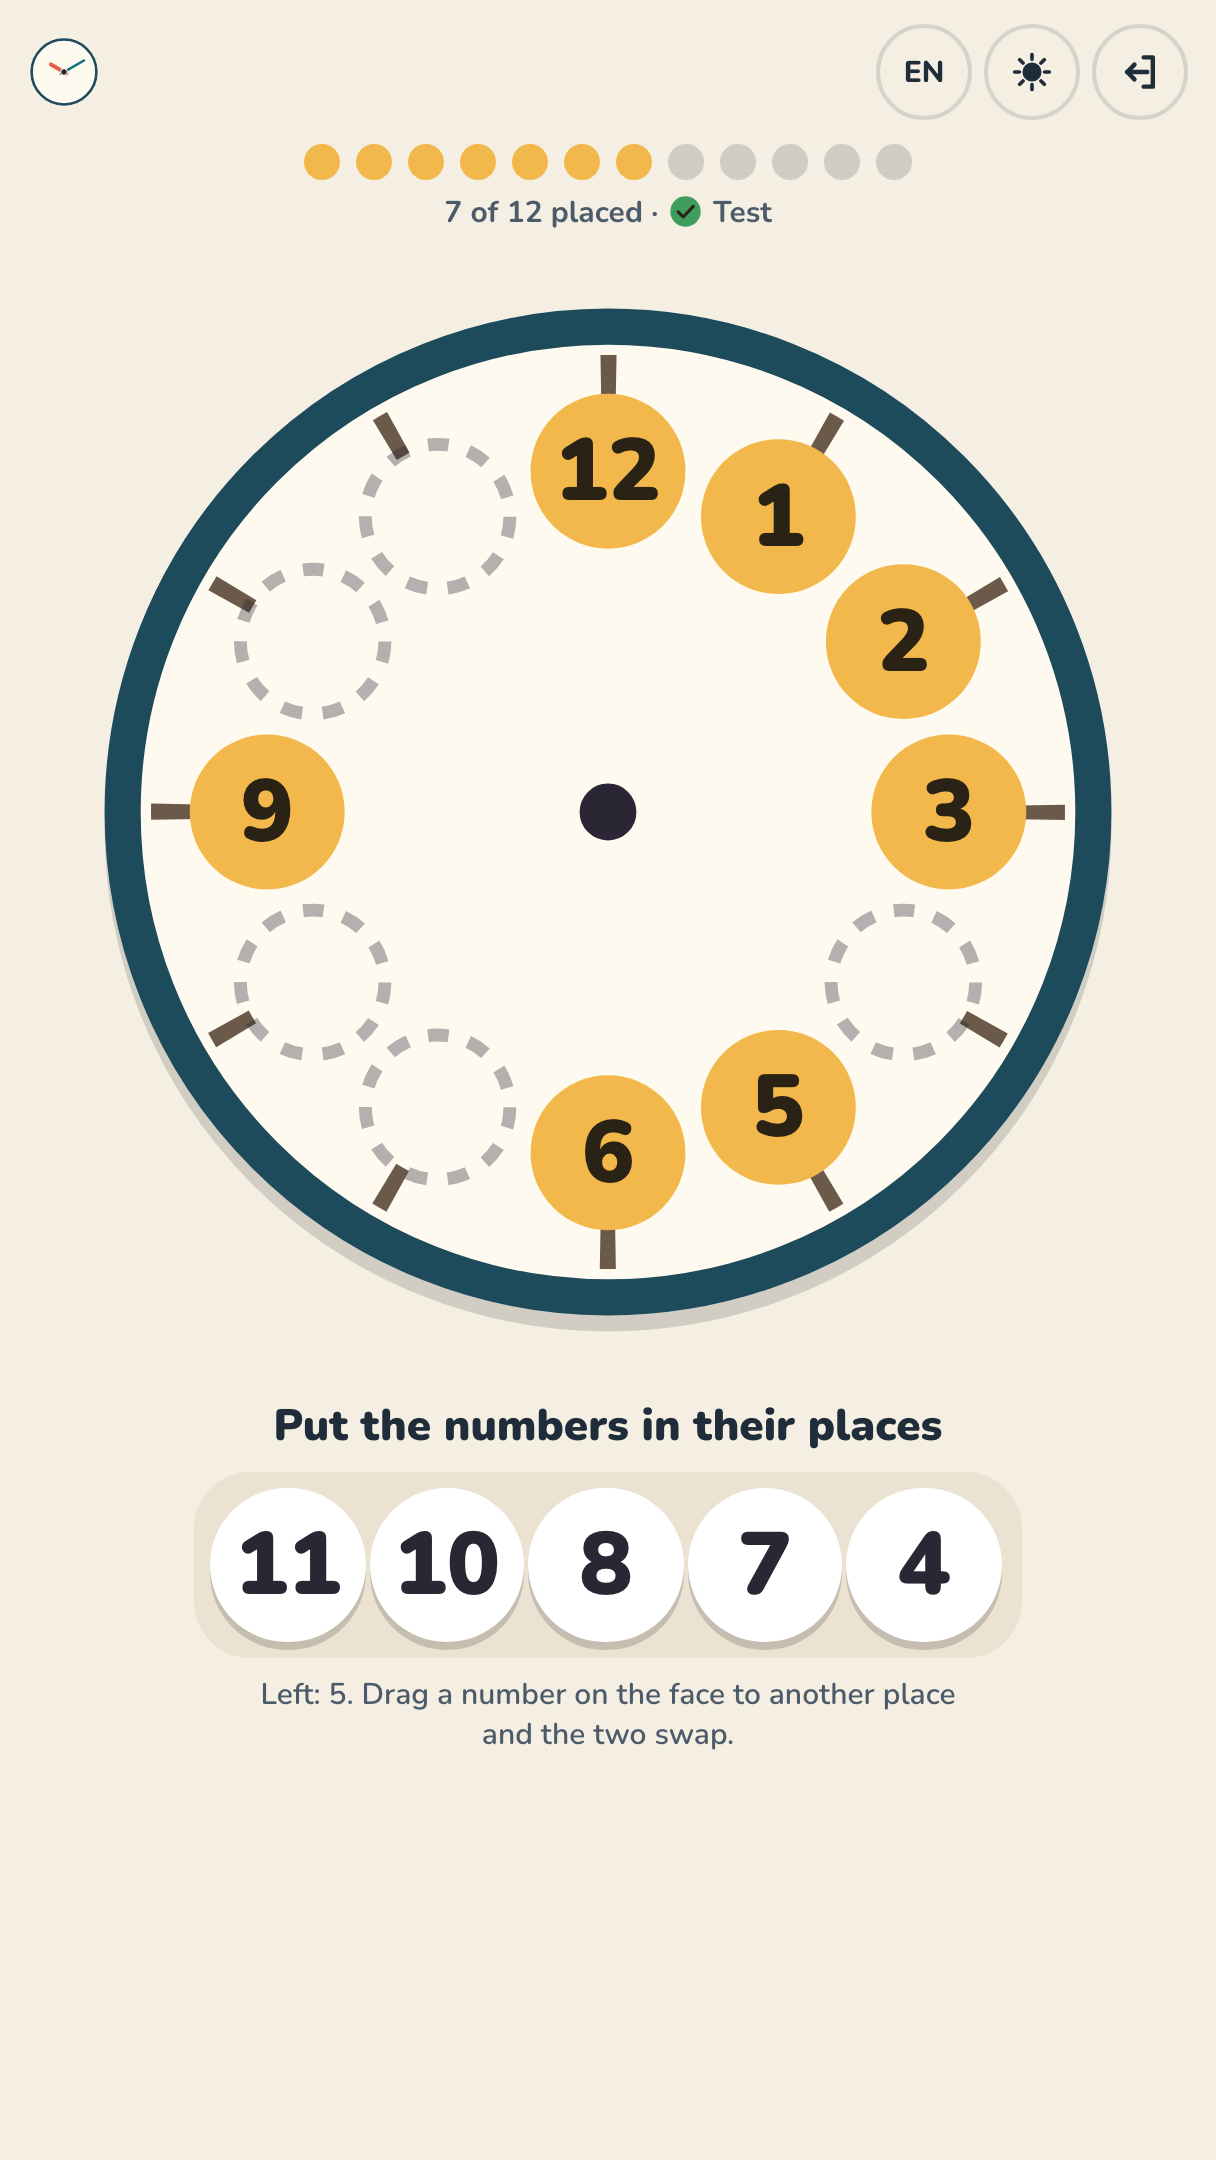 EN
7 of 12 placed · Test
12
1
2
9
3
5
6
Put the numbers in their places
11 10 8 7 4
Left: 5. Drag a number on the face to another place
and the two swap.